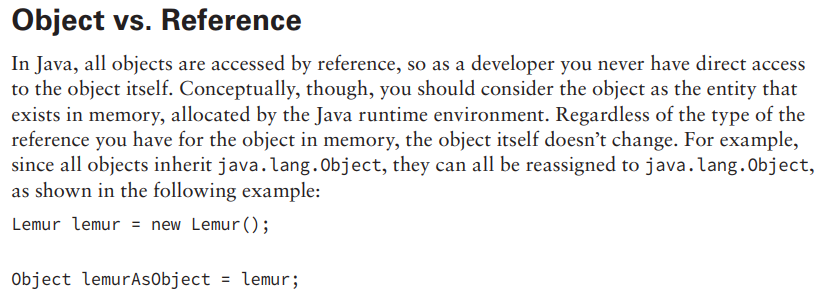 Object vs. Reference
In Java, all objects are accessed by reference, so as a developer you never have direct access
to the object itself. Conceptually, though, you should consider the object as the entity that
exists in memory, allocated by the Java runtime environment. Regardless of the type of the
reference you have for the object in memory, the object itself doesn’t change. For example,
since all objects inherit java.lang.Object, they can all be reassigned to java.lang.Object,
as shown in the following example:
Lemur lemur = new Lemur();
Object lemurAsObject = lemur;